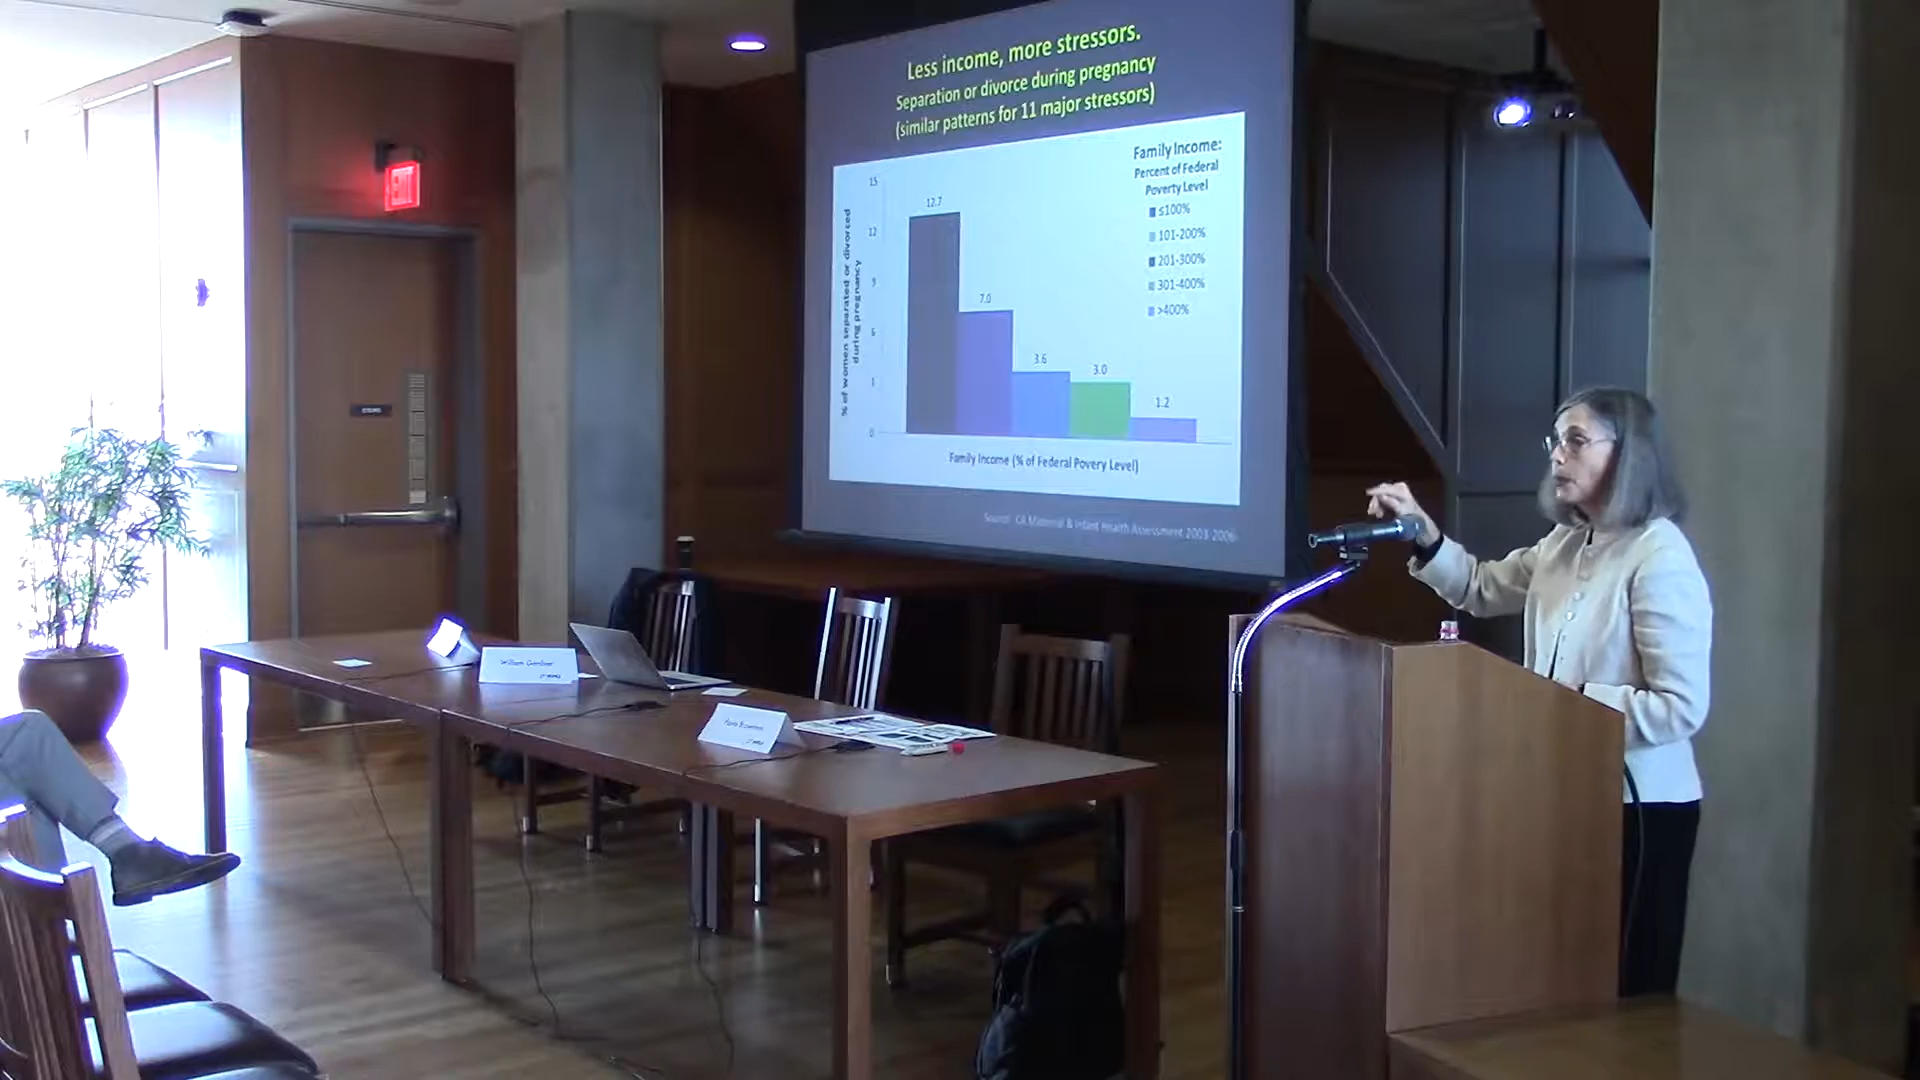 Less income, more stressors.
Separation or divorce during pregnancy
(similar patterns for 11 major stressors)
% of women separated or divorced
during pregnancy
15
12
9
6
0
12.7
7.0
3.6
3.0
1.2
Family Income:
Percent of Federal
Poverty Level
≤100%
101-200%
201-300%
301-400%
>400%
Family Income (% of Federal Povery Level)
Source: CA Maternal & Infant Health Assessment 2003-2006
EXIT
William